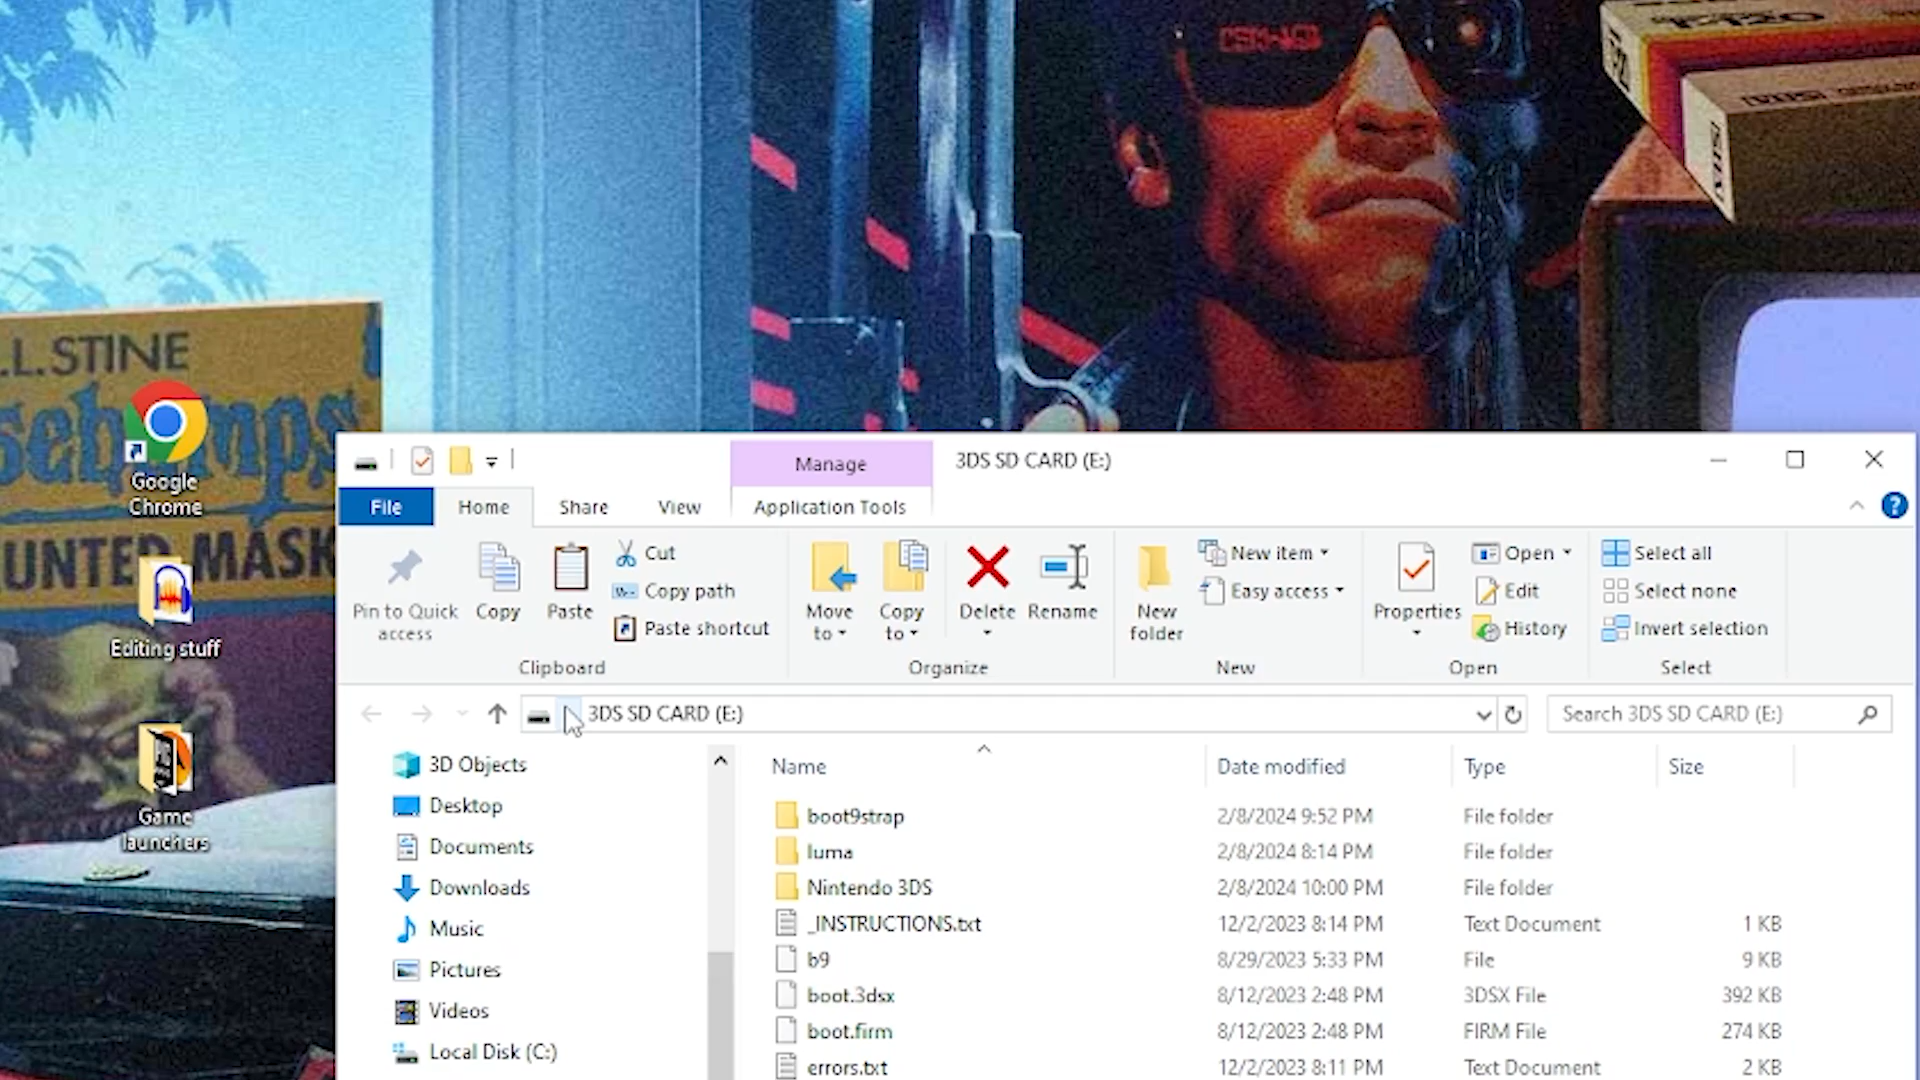 .L.STINE
UNTED MASK
Google
Chrome
Editing stuff
Game
launchers
Manage
3DS SD CARD (E:)
File
Home
Share
View
Application Tools
Pin to Quick
access
Copy
Paste
Cut
Copy path
Paste shortcut
Clipboard
Move
to
Copy
to
Delete
Rename
Organize
New
folder
New item
Easy access
New
Properties
Open
Edit
History
Open
Select all
Select none
Invert selection
Select
3DS SD CARD (E:)
Search 3DS SD CARD (E:)
3D Objects
Desktop
Documents
Downloads
Music
Pictures
Videos
Local Disk (C:)
Name Date modified Type Size
boot9strap 2/8/2024 9:52 PM File folder
luma 2/8/2024 8:14 PM File folder
Nintendo 3DS 2/8/2024 10:00 PM File folder
_INSTRUCTIONS.txt 12/2/2023 8:14 PM Text Document 1 KB
b9 8/29/2023 5:33 PM File 9 KB
boot.3dsx 8/12/2023 2:48 PM 3DSX File 392 KB
boot.firm 8/12/2023 2:48 PM FIRM File 274 KB
errors.txt 12/2/2023 8:11 PM Text Document 2 KB